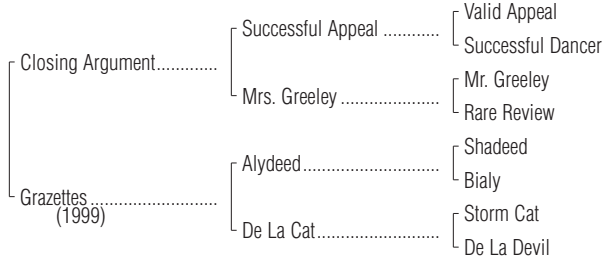 Valid Appeal
Successful Appeal ............
Successful Dancer
Closing Argument.............
Mr. Greeley
Mrs. Greeley ....................
Rare Review
Shadeed
Alydeed............................
Bialy
Grazettes..........................
(1999)
Storm Cat
De La Cat.........................
De La Devil